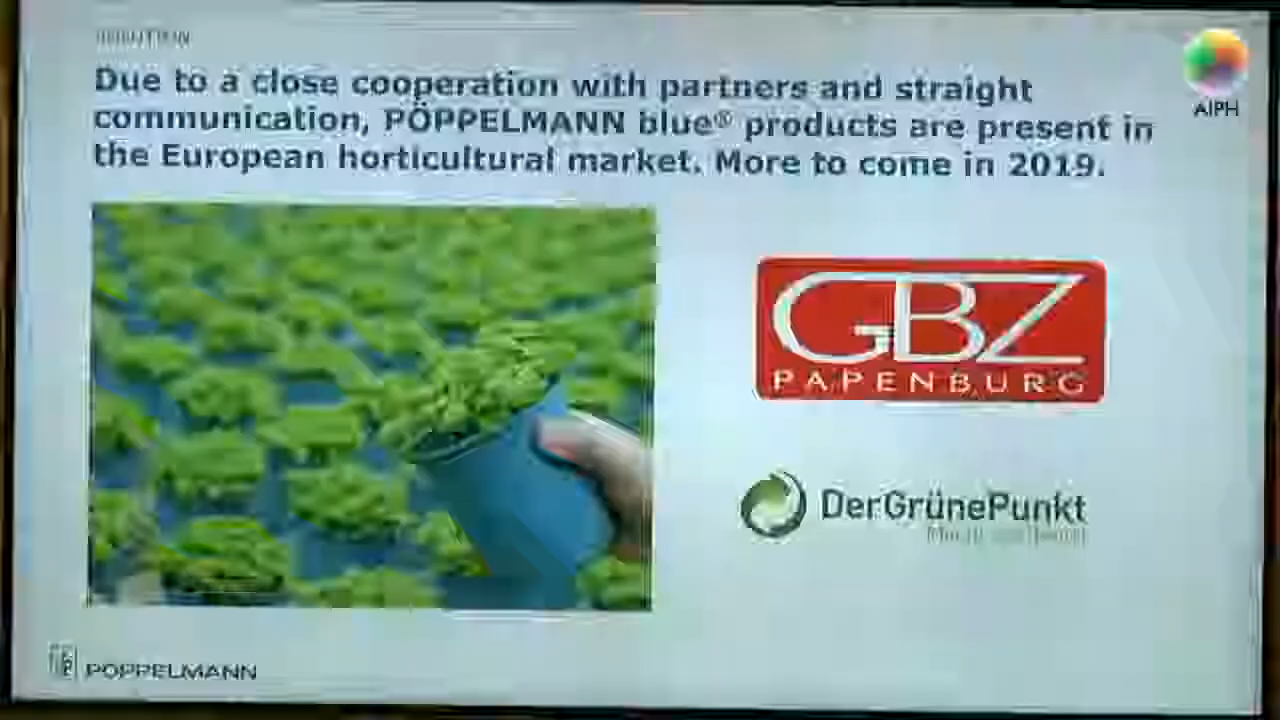 AIPH
Due to a close cooperation with partners and straight
communication, PÖPPELMANN blue® products are present in
the European horticultural market. More to come in 2019.
GBZ
PAPENBURG
DerGrünePunkt
PÖPPELMANN